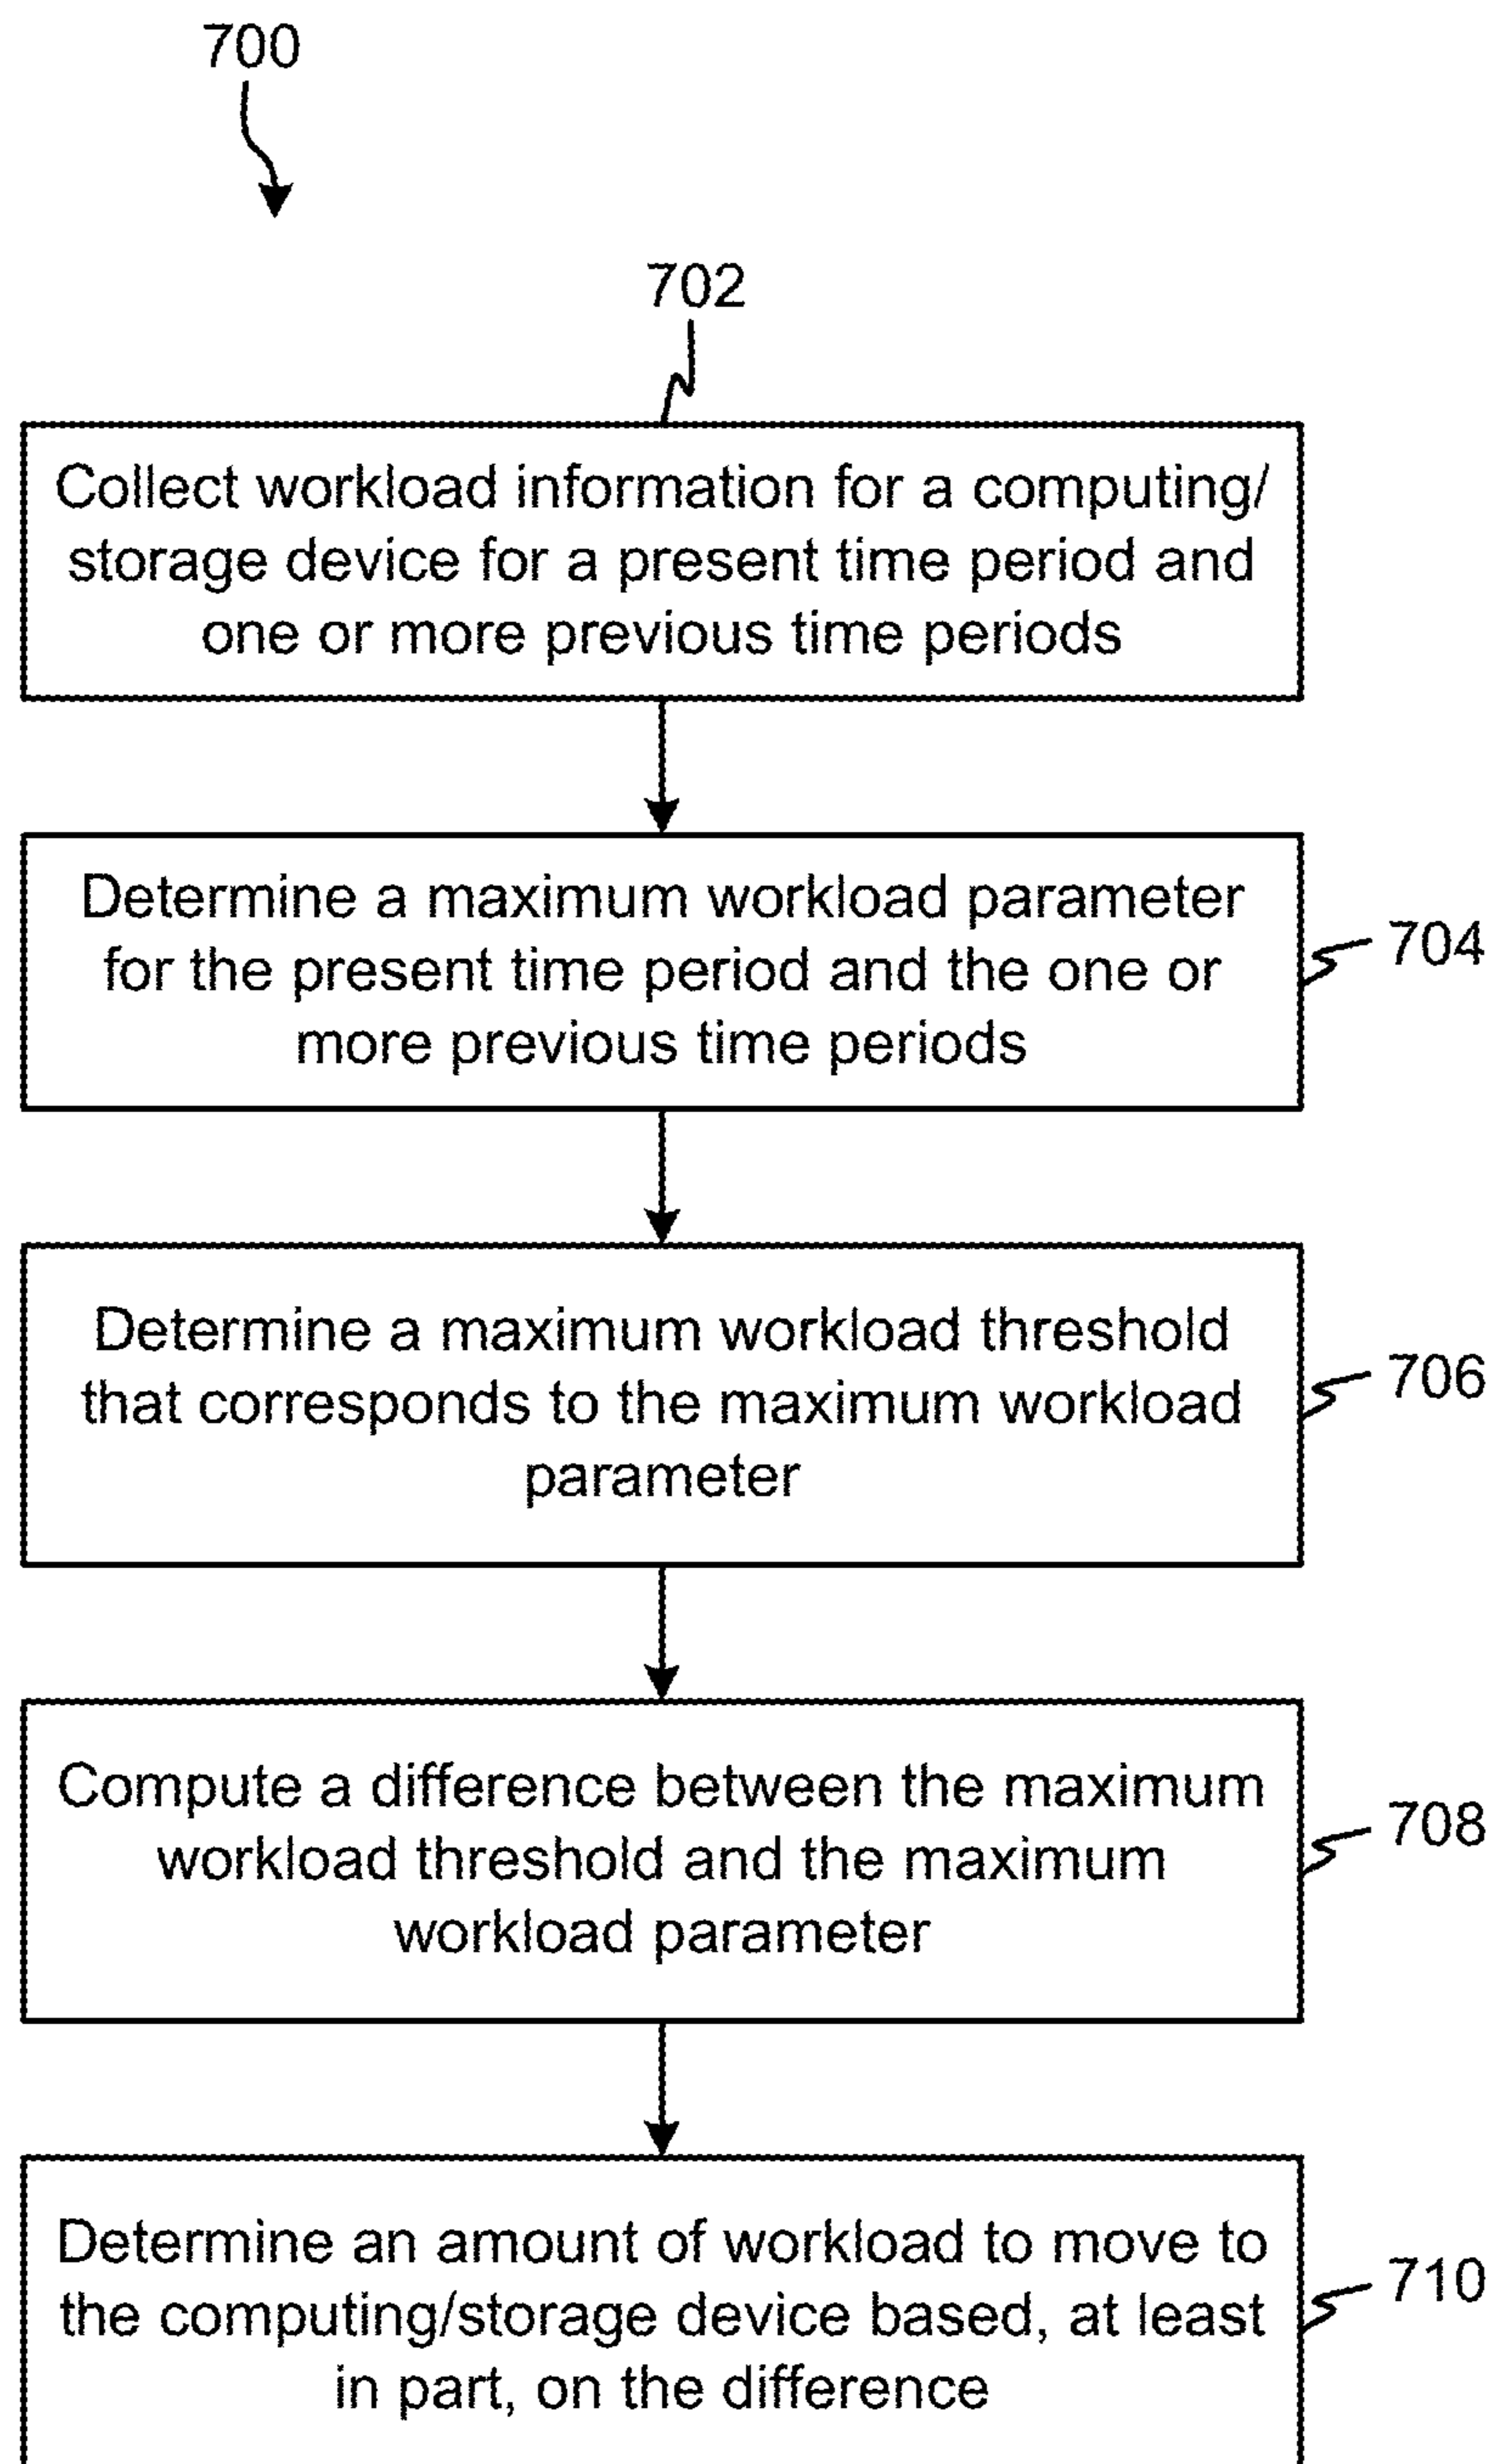 700
702
Collect workload information for a computing/
storage device for a present time period and
one or more previous time periods
Determine a maximum workload parameter
for the present time period and the one or
more previous time periods
704
Determine a maximum workload threshold
that corresponds to the maximum workload
parameter
706
Compute a difference between the maximum
workload threshold and the maximum
workload parameter
708
Determine an amount of workload to move to
the computing/storage device based, at least
in part, on the difference
710